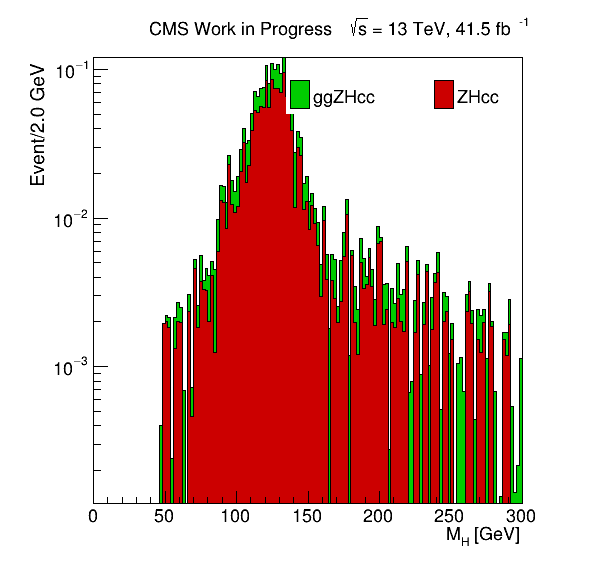 CMS Work in Progress √s = 13 TeV, 41.5 fb⁻¹
Event/2.0 GeV
10⁻¹
ggZHcc ZHcc
10⁻²
10⁻³
0 50 100 150 200 250 300
M_H [GeV]